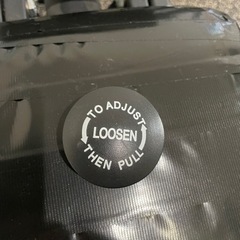 TO ADJUST
LOOSEN
THEN PULL